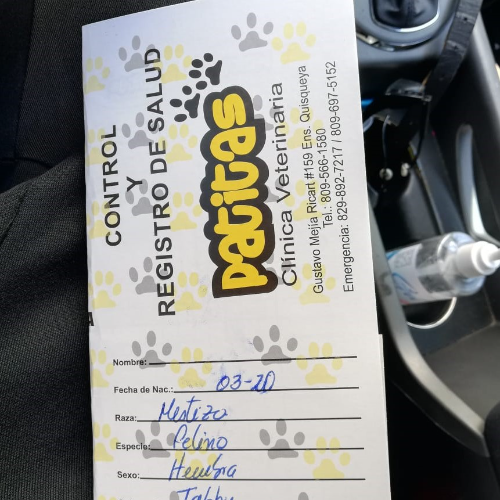 CONTROL
Y
REGISTRO DE SALUD
patitas
Clínica Veterinaria
Gustavo Mejía Ricart #159 Ens. Quisqueya
Tel.: 809-566-1580
Emergencia: 829-892-7217 / 809-697-5152
Nombre:
Fecha de Nac.: 03-20
Raza: Mestizo
Especie: Felino
Sexo: Hembra
Tabby